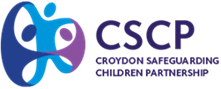 CSCP
CROYDON SAFEGUARDING
CHILDREN PARTNERSHIP